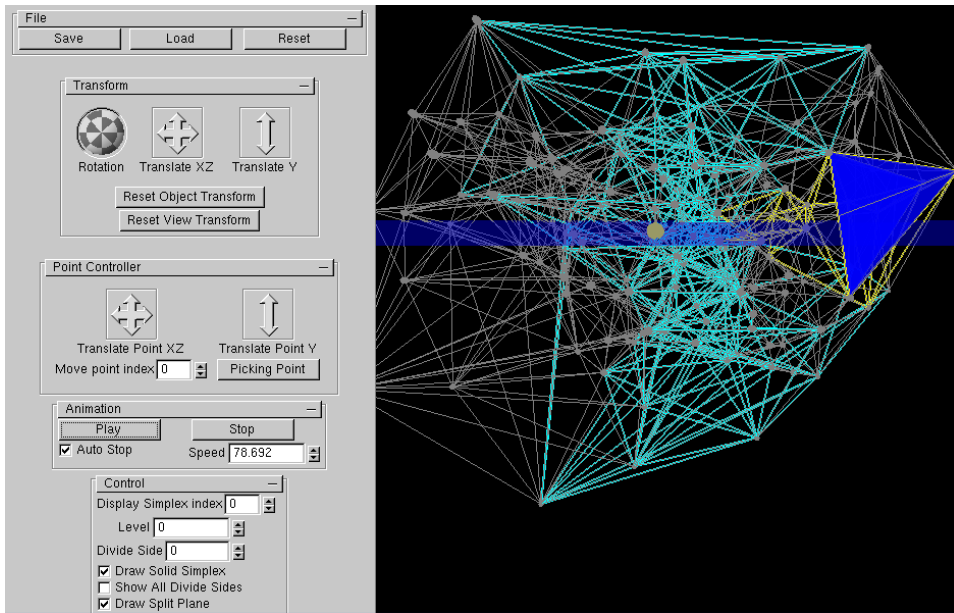 File
Save Load Reset
Transform
Rotation Translate XZ Translate Y
Reset Object Transform
Reset View Transform
Point Controller
Translate Point XZ Translate Point Y
Move point index 0 Picking Point
Animation
Play Stop
Auto Stop Speed 78.692
Control
Display Simplex index 0
Level 0
Divide Side 0
Draw Solid Simplex
Show All Divide Sides
Draw Split Plane